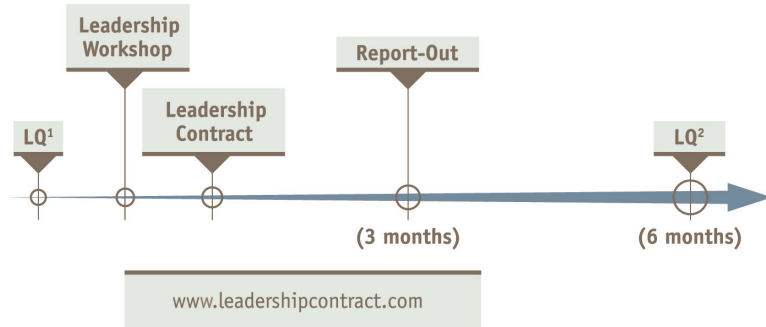 Leadership
Workshop
Report-Out
Leadership
Contract
LQ¹
LQ²
(3 months)
(6 months)
www.leadershipcontract.com